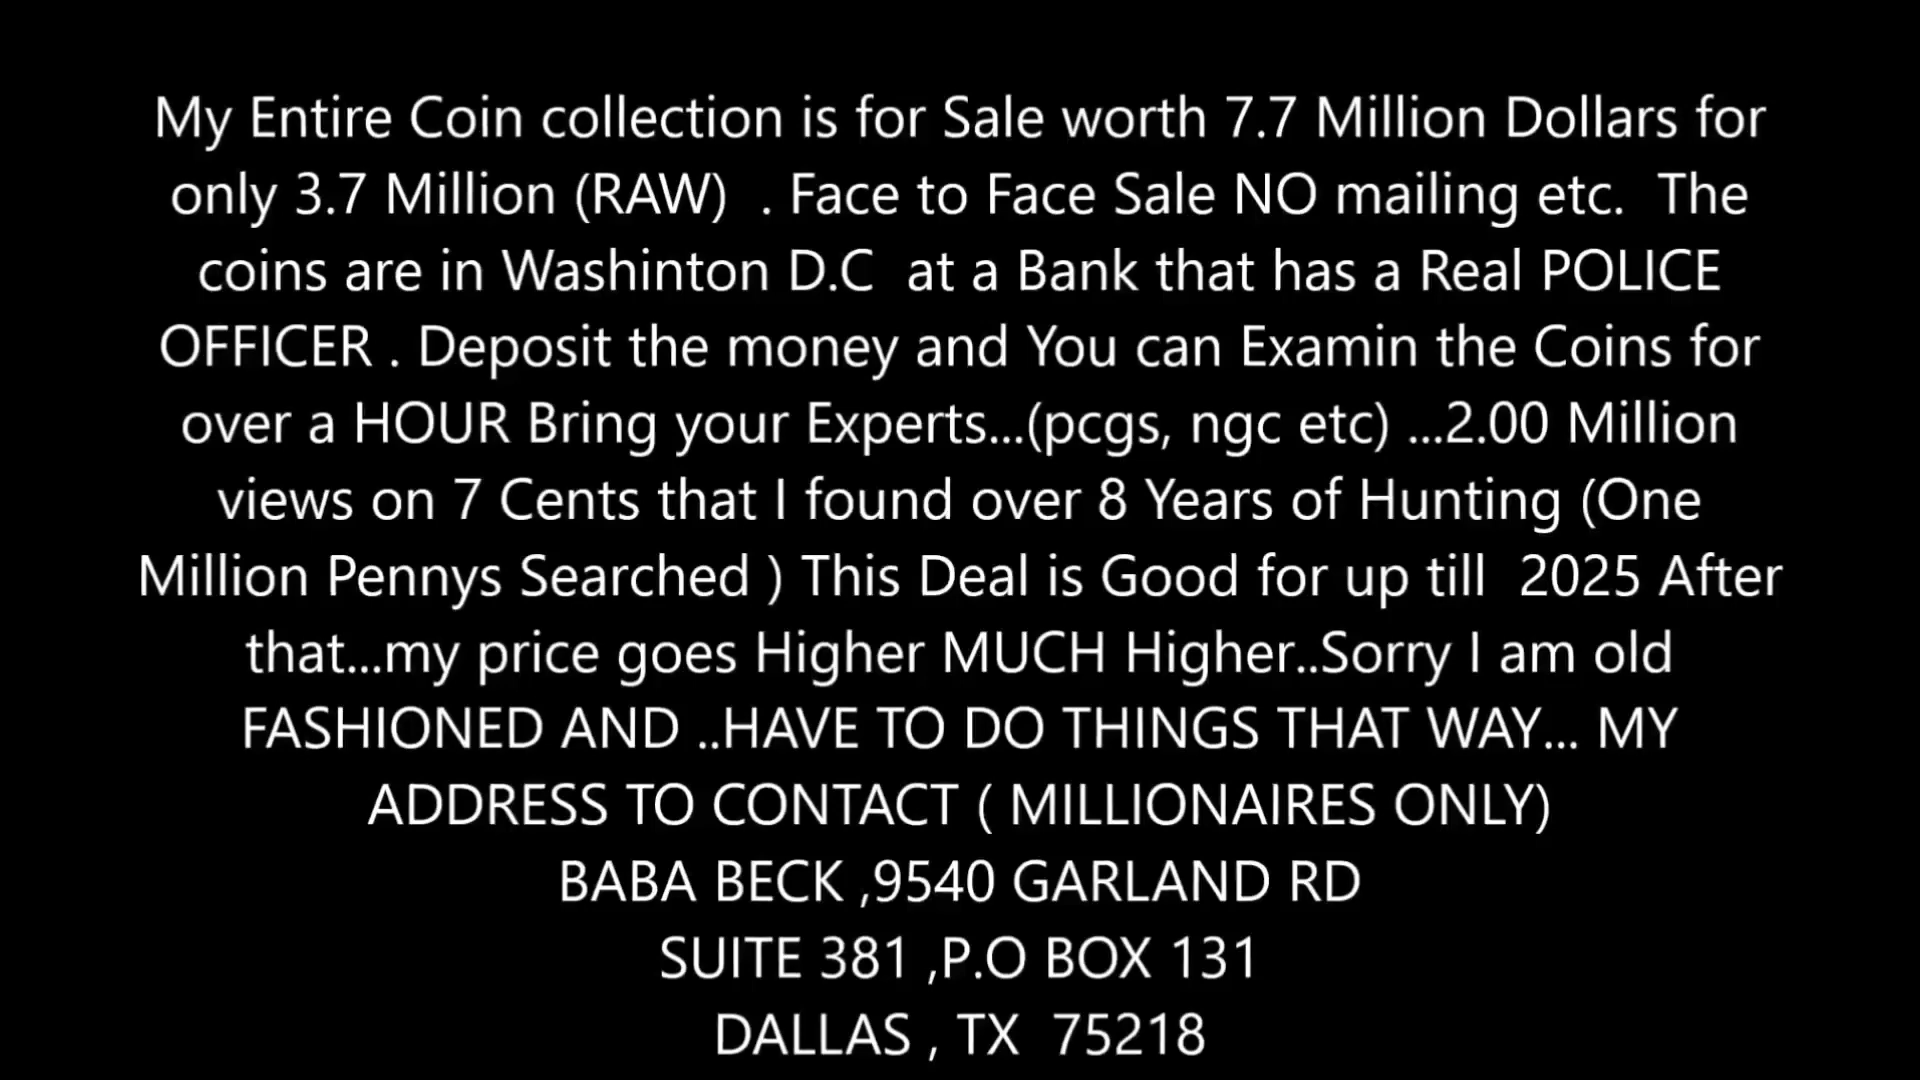 My Entire Coin collection is for Sale worth 7.7 Million Dollars for
only 3.7 Million (RAW)  . Face to Face Sale NO mailing etc.  The
coins are in Washinton D.C  at a Bank that has a Real POLICE
OFFICER . Deposit the money and You can Examin the Coins for
over a HOUR Bring your Experts...(pcgs, ngc etc) ...2.00 Million
views on 7 Cents that I found over 8 Years of Hunting (One
Million Pennys Searched ) This Deal is Good for up till  2025 After
that...my price goes Higher MUCH Higher..Sorry I am old
FASHIONED AND ..HAVE TO DO THINGS THAT WAY... MY
ADDRESS TO CONTACT ( MILLIONAIRES ONLY)
BABA BECK ,9540 GARLAND RD
SUITE 381 ,P.O BOX 131
DALLAS , TX  75218